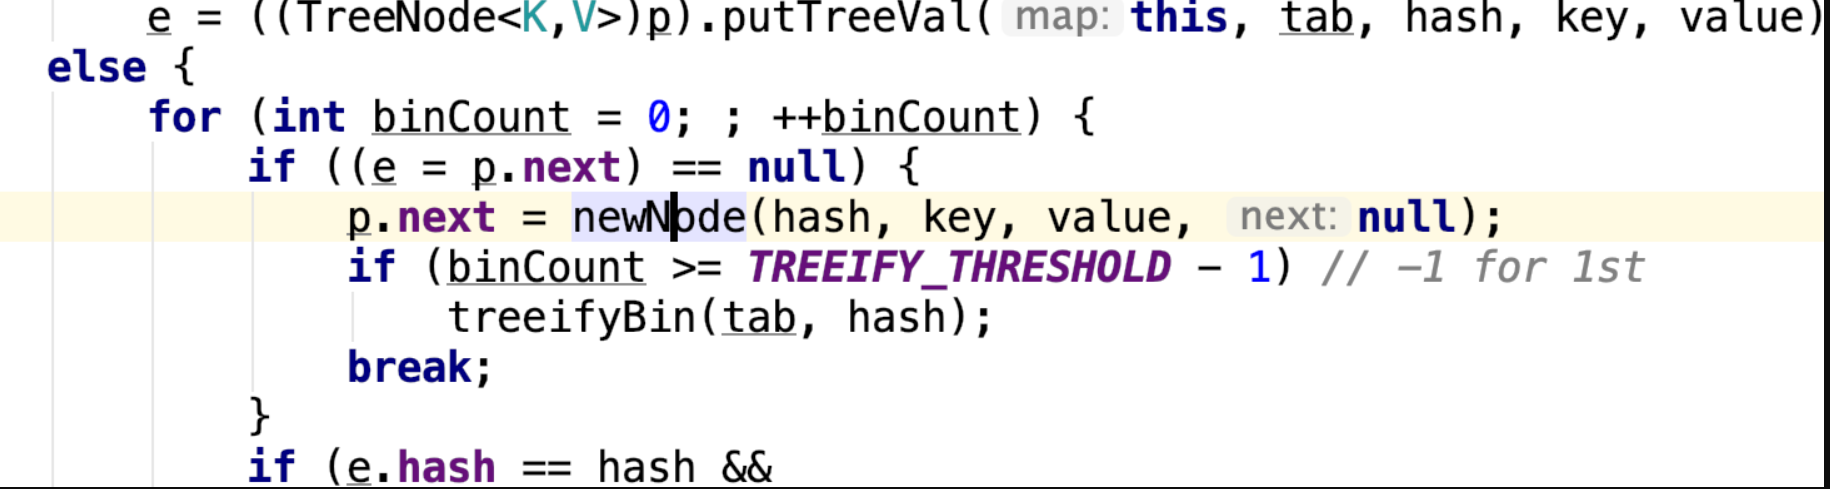 e = ((TreeNode<K,V>)p).putTreeVal( map: this, tab, hash, key, value)
else {
for (int binCount = 0; ; ++binCount) {
if ((e = p.next) == null) {
p.next = newNode(hash, key, value, next: null);
if (binCount >= TREEIFY_THRESHOLD - 1) // -1 for 1st
treeifyBin(tab, hash);
break;
}
if (e.hash == hash &&